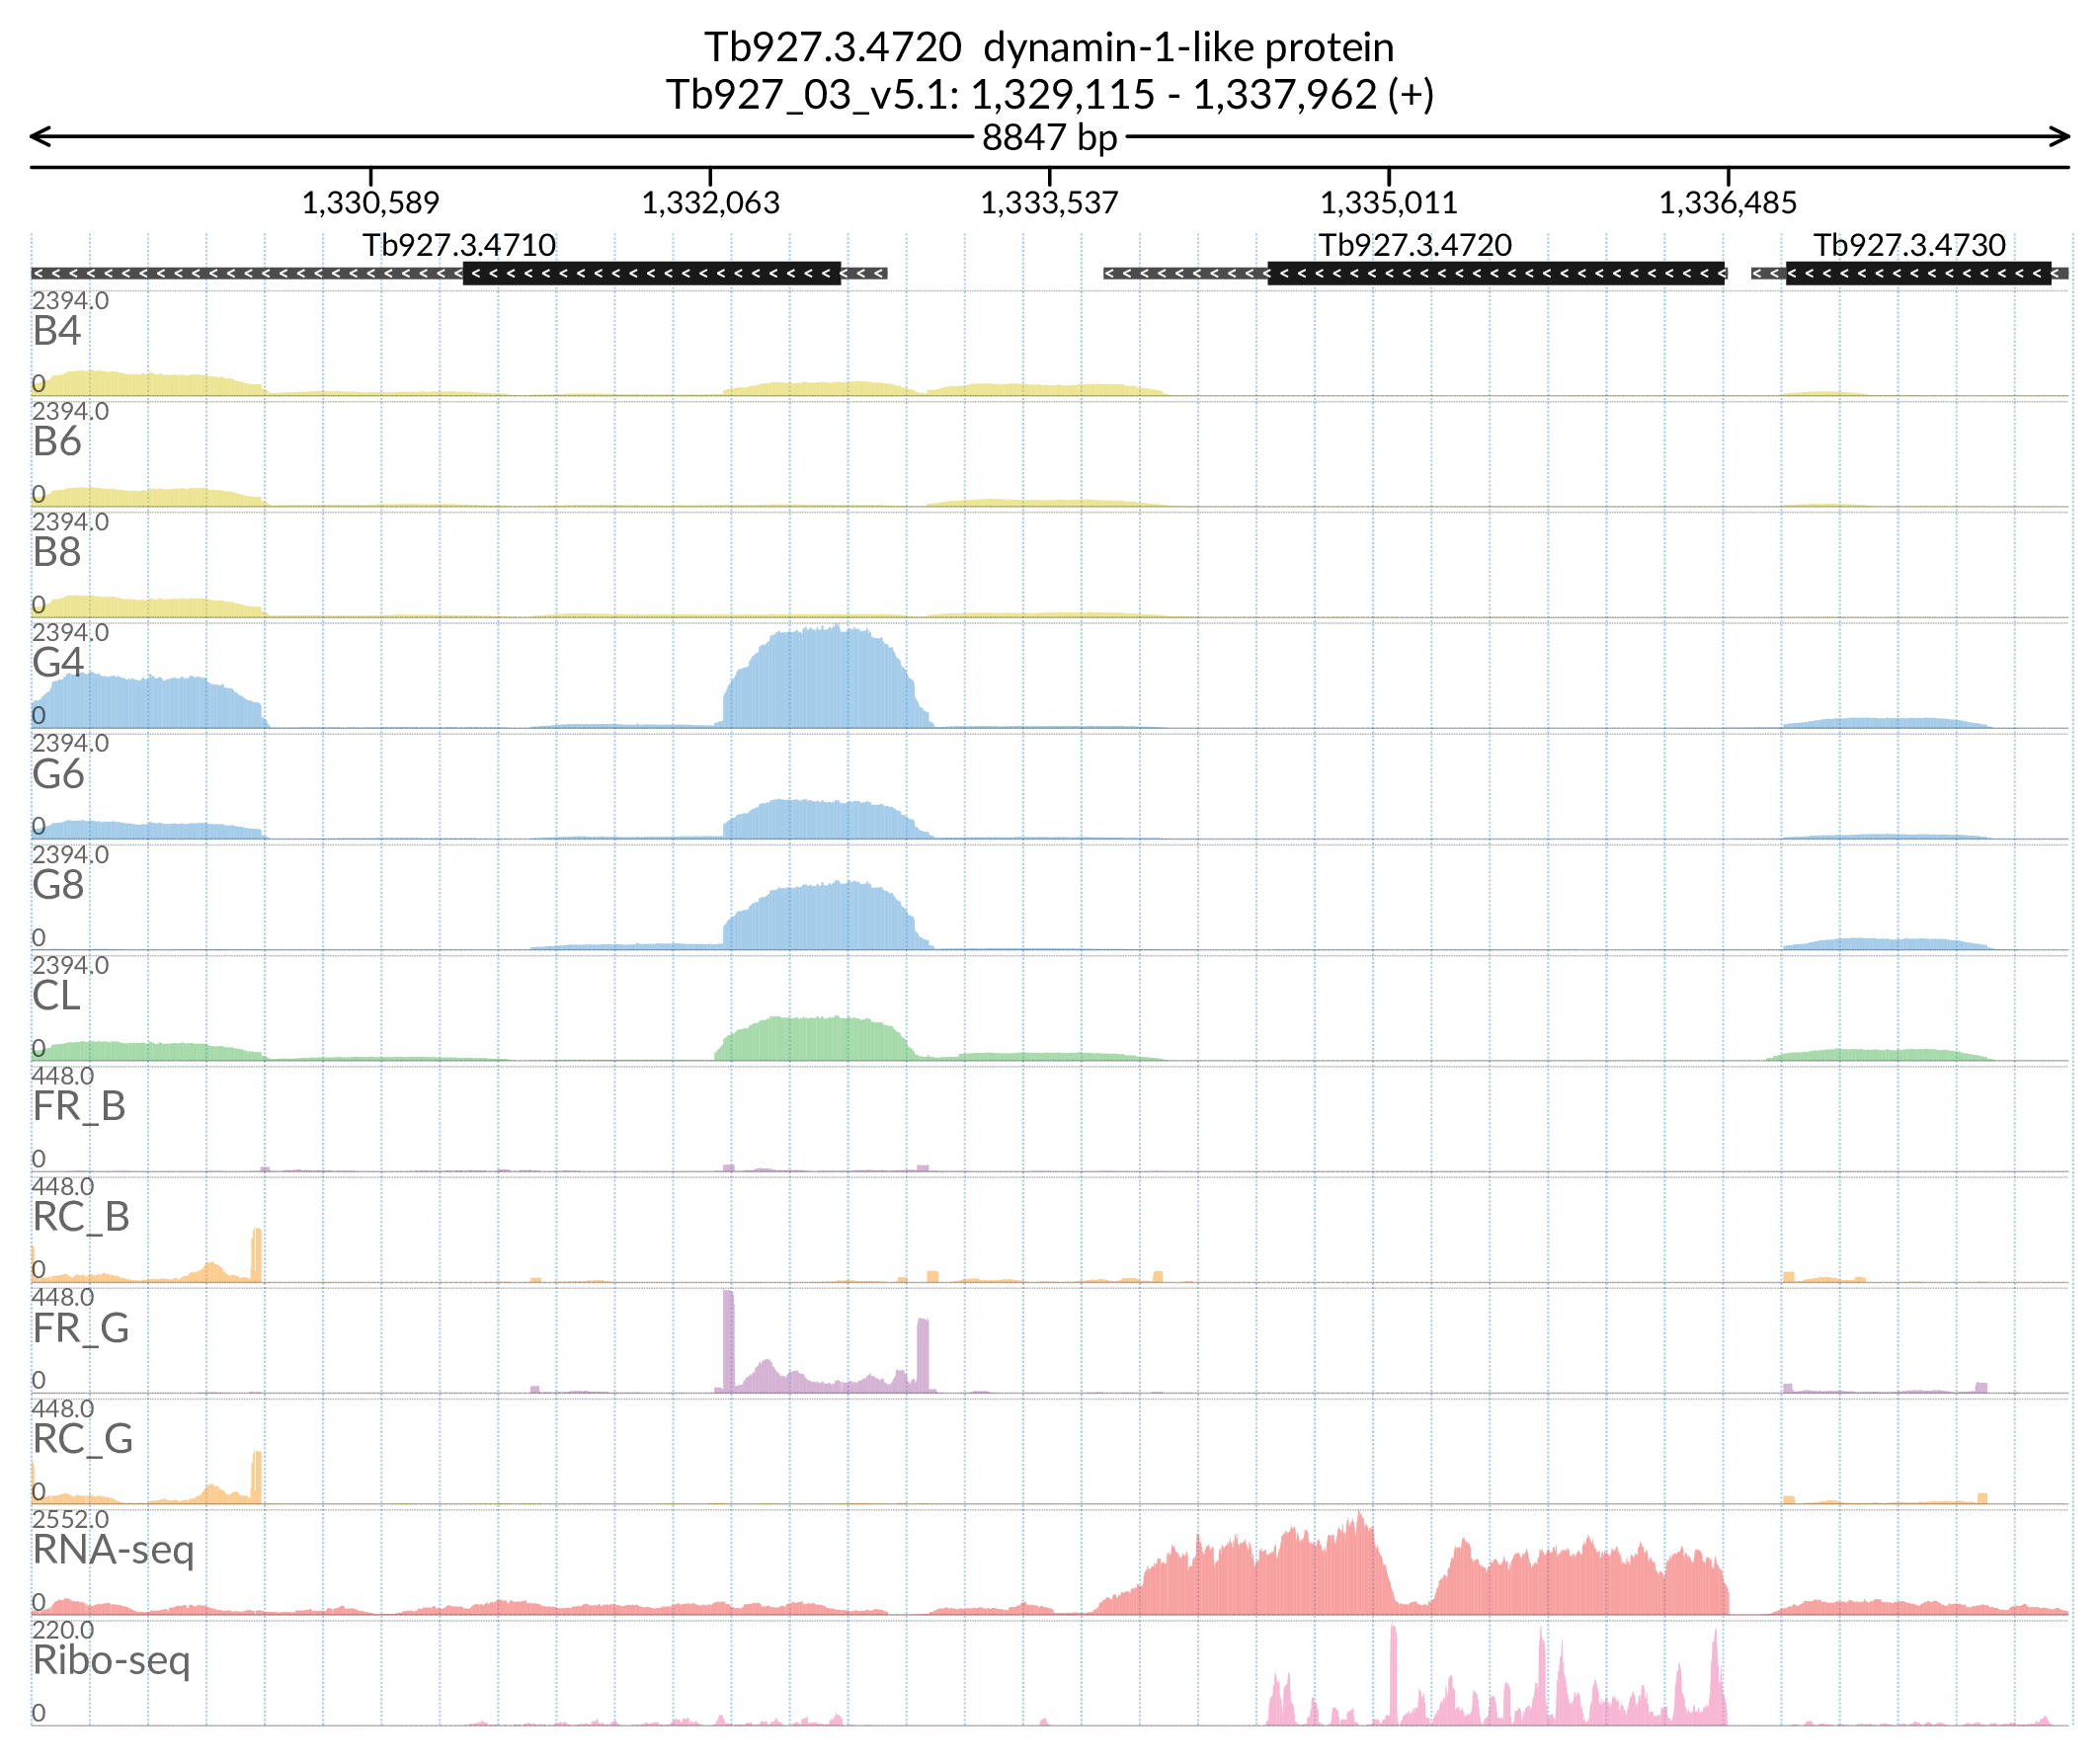 Tb927.3.4720 dynamin-1-like protein
Tb927_03_v5.1: 1,329,115 - 1,337,962 (+)
8847 bp
1,330,589 1,332,063 1,333,537 1,335,011 1,336,485
Tb927.3.4710 Tb927.3.4720 Tb927.3.4730
2394.0
B4
0
2394.0
B6
0
2394.0
B8
0
2394.0
G4
0
2394.0
G6
0
2394.0
G8
0
2394.0
CL
0
448.0
FR_B
0
448.0
RC_B
0
448.0
FR_G
0
448.0
RC_G
0
2552.0
RNA-seq
0
220.0
Ribo-seq
0